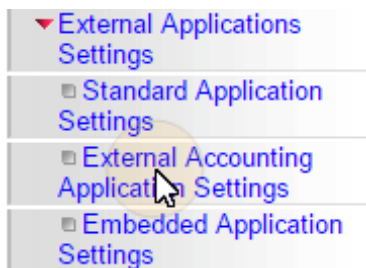 External Applications
Settings
Standard Application
Settings
External Accounting
Application Settings
Embedded Application
Settings